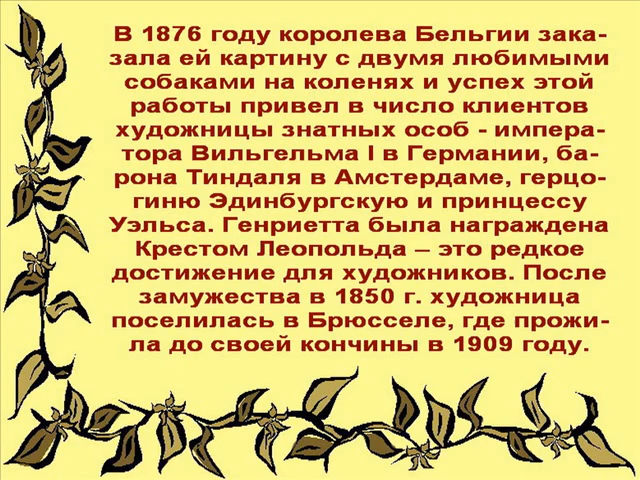 В 1876 году королева Бельгии зака-
зала ей картину с двумя любимыми
собаками на коленях и успех этой
работы привел в число клиентов
художницы знатных особ - импера-
тора Вильгельма I в Германии, ба-
рона Тиндаля в Амстердаме, герцо-
гиню Эдинбургскую и принцессу
Уэльса. Генриетта была награждена
Крестом Леопольда – это редкое
достижение для художников. После
замужества в 1850 г. художница
поселилась в Брюсселе, где прожи-
ла до своей кончины в 1909 году.